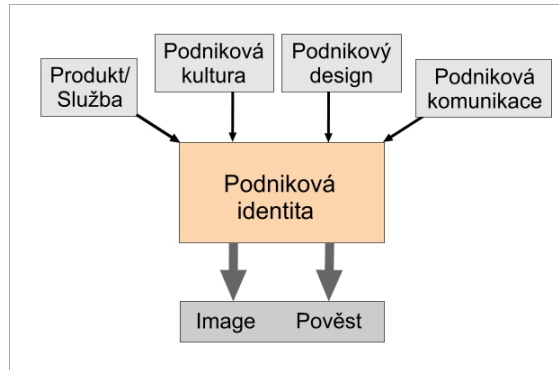 Produkt/
Služba
Podniková
kultura
Podnikový
design
Podniková
komunikace
Podniková
identita
Image Pověst